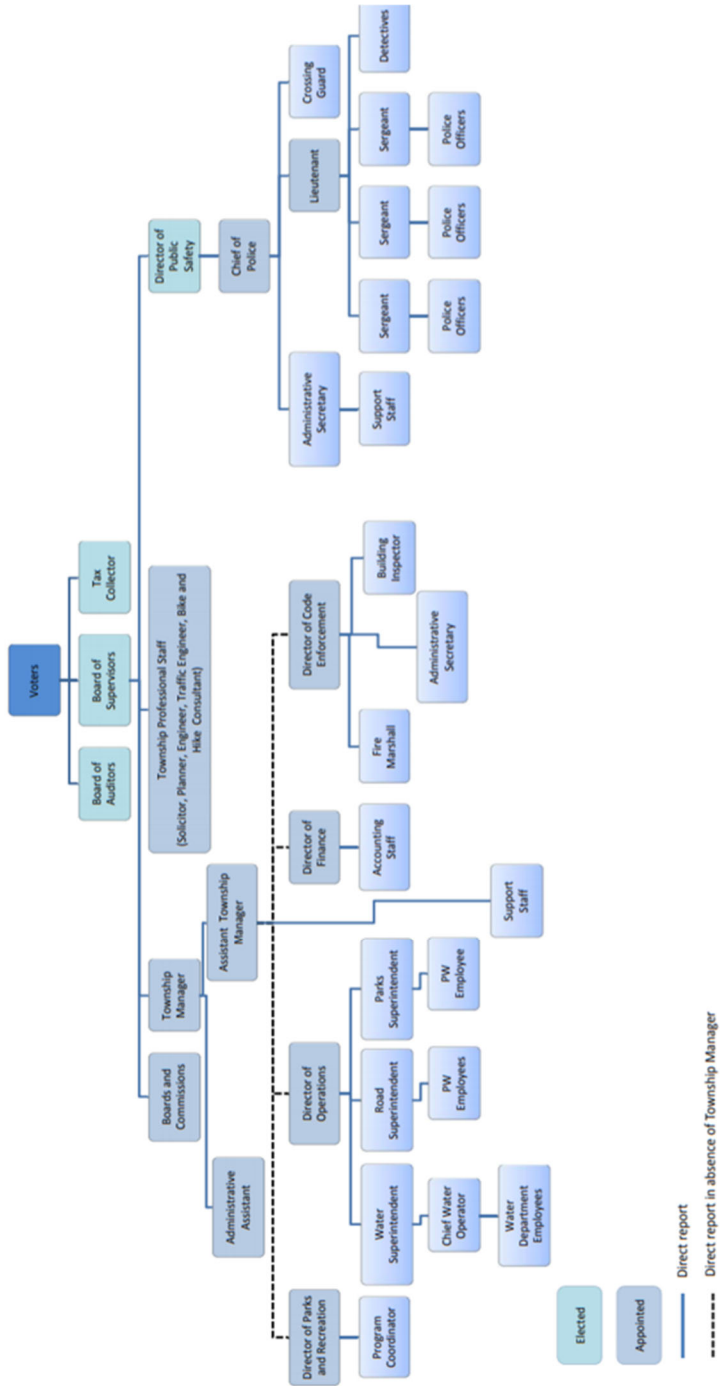 Voters
Board of
Auditors
Board of
Supervisors
Tax
Collector
Boards and
Commissions
Township
Manager
Township Professional Staff
(Solicitor, Planner, Engineer, Traffic Engineer, Bike and
Hike Consultant)
Director of
Public
Safety
Administrative
Assistant
Assistant Township
Manager
Chief of
Police
Director of Parks
and Recreation
Director of
Operations
Director of
Finance
Director of Code
Enforcement
Administrative
Secretary
Lieutenant
Crossing
Guard
Program
Coordinator
Water
Superintendent
Road
Superintendent
Parks
Superintendent
Accounting
Staff
Fire
Marshall
Building
Inspector
Support
Staff
Sergeant
Sergeant
Sergeant
Detectives
Chief Water
Operator
PW
Employees
PW
Employee
Administrative
Secretary
Police
Officers
Police
Officers
Police
Officers
Water
Department
Employees
Support
Staff
Elected
Appointed
Direct report
Direct report in absence of Township Manager